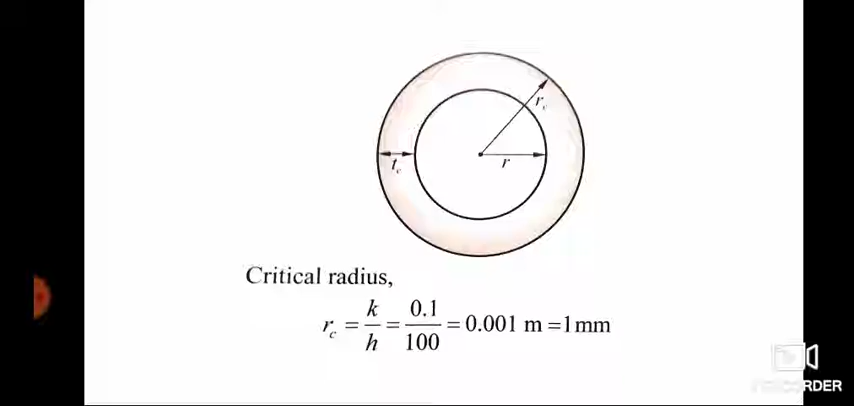 r_c
t_c
r
Critical radius,
r_c = k/h = 0.1/100 = 0.001 m = 1 mm